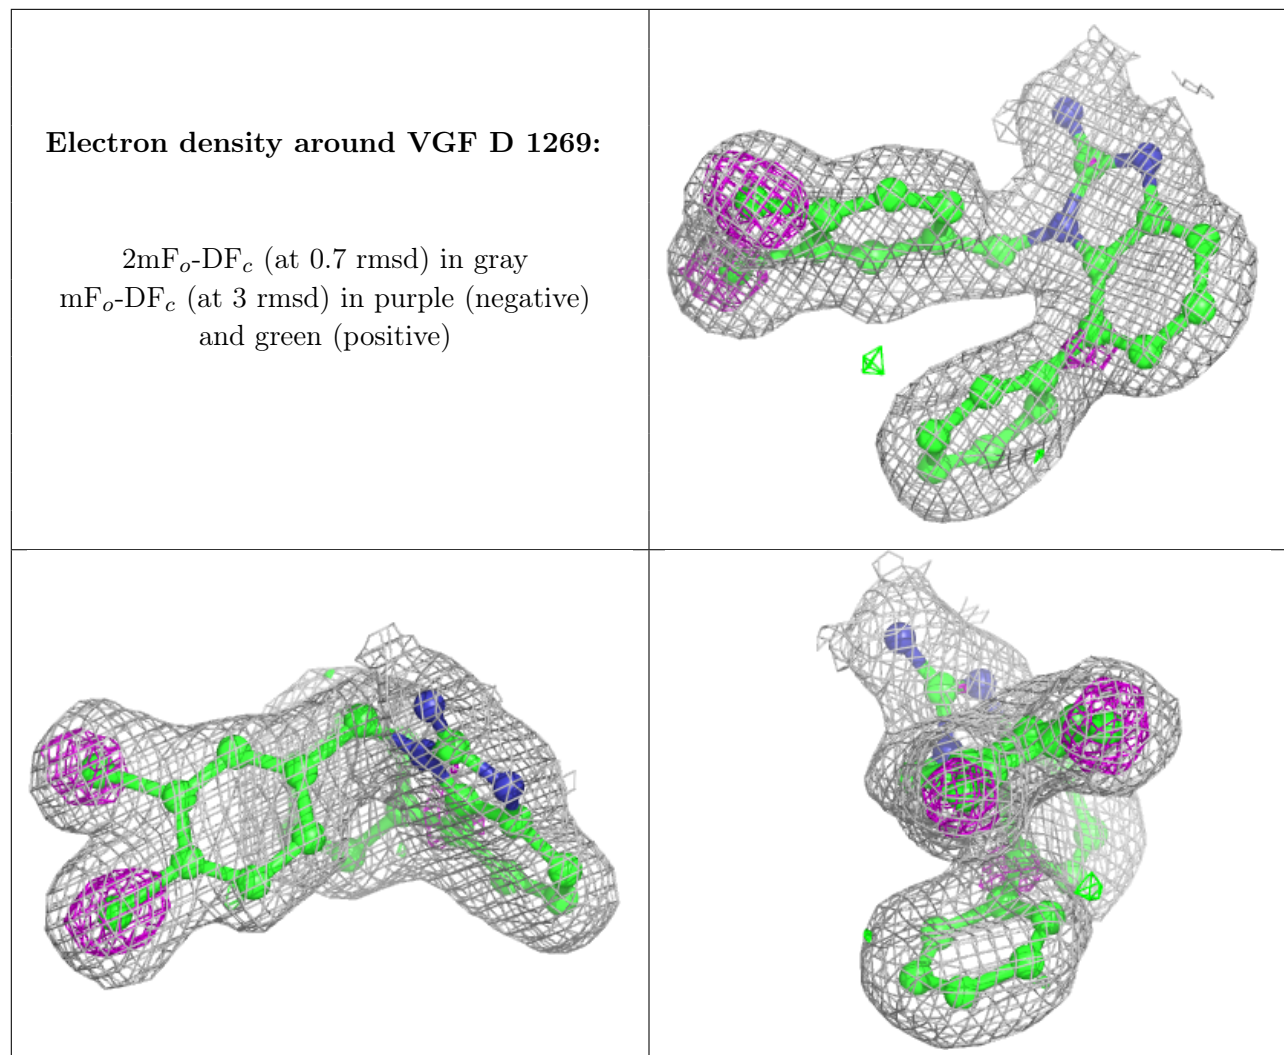 Electron density around VGF D 1269:
2mFo-DFc (at 0.7 rmsd) in gray
mFo-DFc (at 3 rmsd) in purple (negative)
and green (positive)